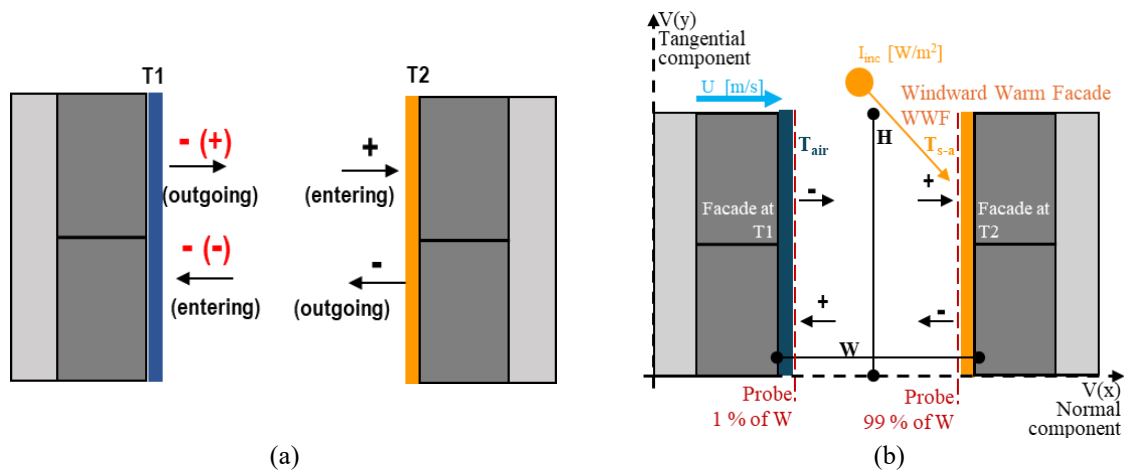 T1
- (+)
(outgoing)
- (-)
(entering)
T2
+
(entering)
-
(outgoing)
(a)
V(y)
Tangential
component
U [m/s]
I_inc [W/m²]
Windward Warm Facade
WWF
T_air
H
T_s-a
-
+
Facade at
T1
Facade at
T2
+
-
W
Probe
1 % of W
Probe
99 % of W
V(x)
Normal
component
(b)